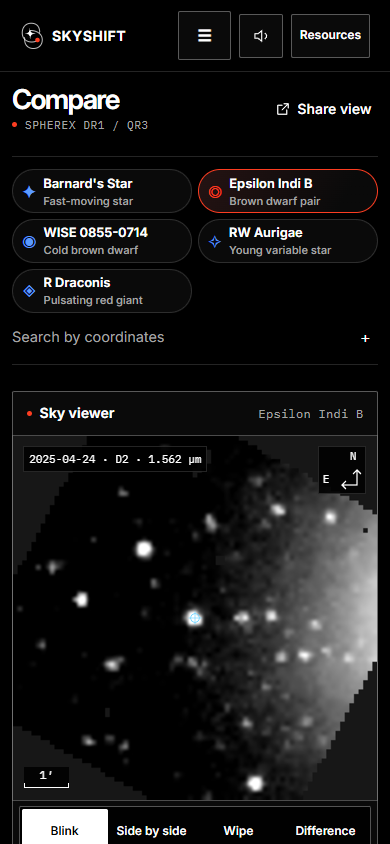 SKYSHIFT
Resources
Compare
SPHEREX DR1 / QR3
Share view
Barnard's Star
Fast-moving star
Epsilon Indi B
Brown dwarf pair
WISE 0855-0714
Cold brown dwarf
RW Aurigae
Young variable star
R Draconis
Pulsating red giant
Search by coordinates +
Sky viewer
Epsilon Indi B
2025-04-24 · D2 · 1.562 µm
N
E
1′
Blink
Side by side
Wipe
Difference